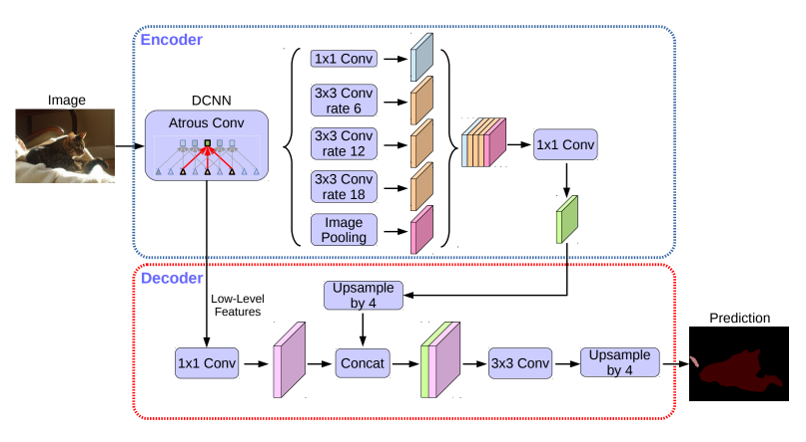 Encoder
Image
DCNN
Atrous Conv
1x1 Conv
3x3 Conv
rate 6
3x3 Conv
rate 12
3x3 Conv
rate 18
Image
Pooling
1x1 Conv
Decoder
Low-Level
Features
Upsample
by 4
1x1 Conv
Concat
3x3 Conv
Upsample
by 4
Prediction